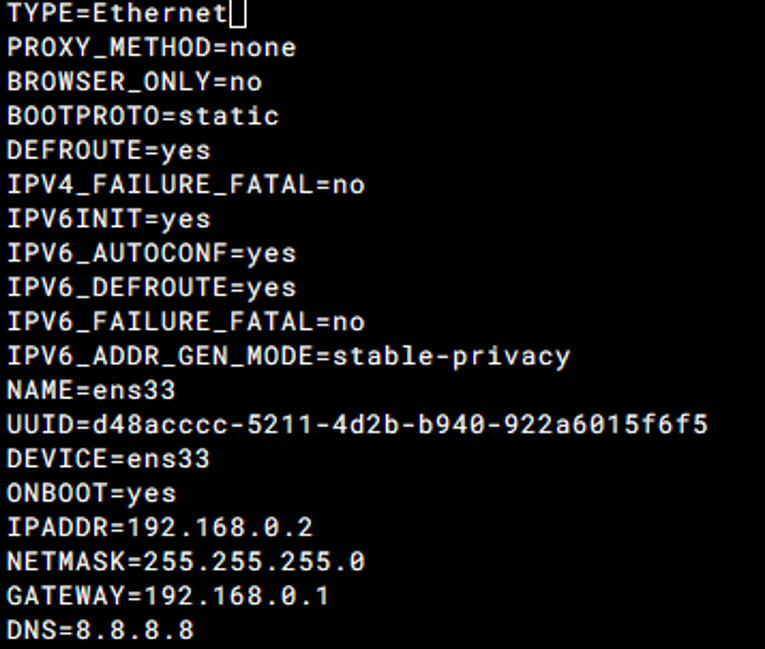 TYPE=Ethernet
PROXY_METHOD=none
BROWSER_ONLY=no
BOOTPROTO=static
DEFROUTE=yes
IPV4_FAILURE_FATAL=no
IPV6INIT=yes
IPV6_AUTOCONF=yes
IPV6_DEFROUTE=yes
IPV6_FAILURE_FATAL=no
IPV6_ADDR_GEN_MODE=stable-privacy
NAME=ens33
UUID=d48acccc-5211-4d2b-b940-922a6015f6f5
DEVICE=ens33
ONBOOT=yes
IPADDR=192.168.0.2
NETMASK=255.255.255.0
GATEWAY=192.168.0.1
DNS=8.8.8.8